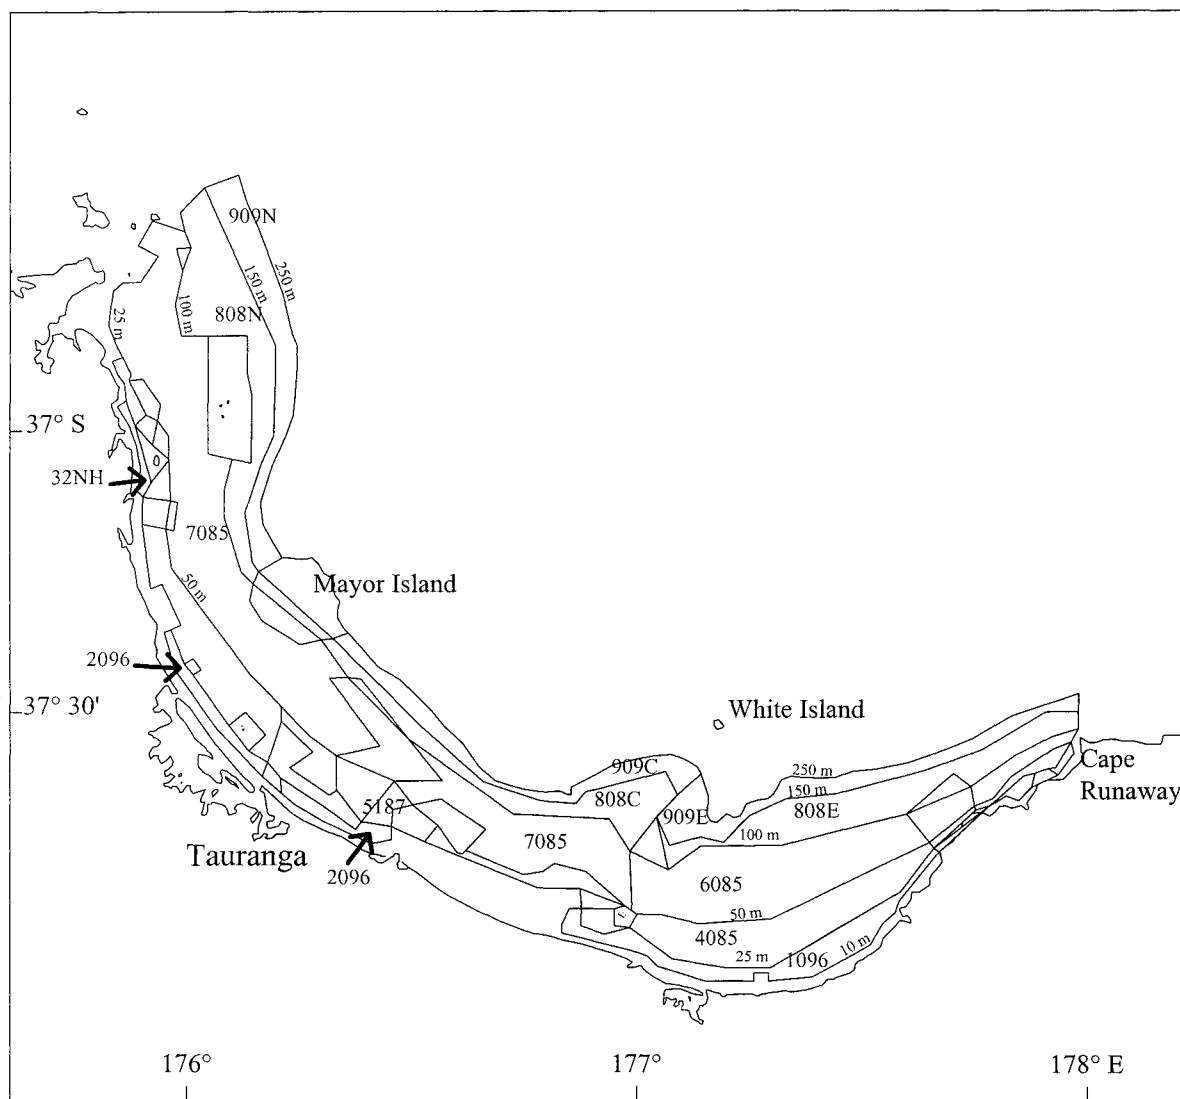 909N
150 m
250 m
25 m
100 m
808N
37° S
32NH
7085
50 m
Mayor Island
2096
37° 30'
White Island
Cape
Runaway
909C
250 m
150 m
808C
5187
909E
808E
100 m
7085
Tauranga
2096
6085
50 m
4085
25 m
1096
10 m
176°
177°
178° E